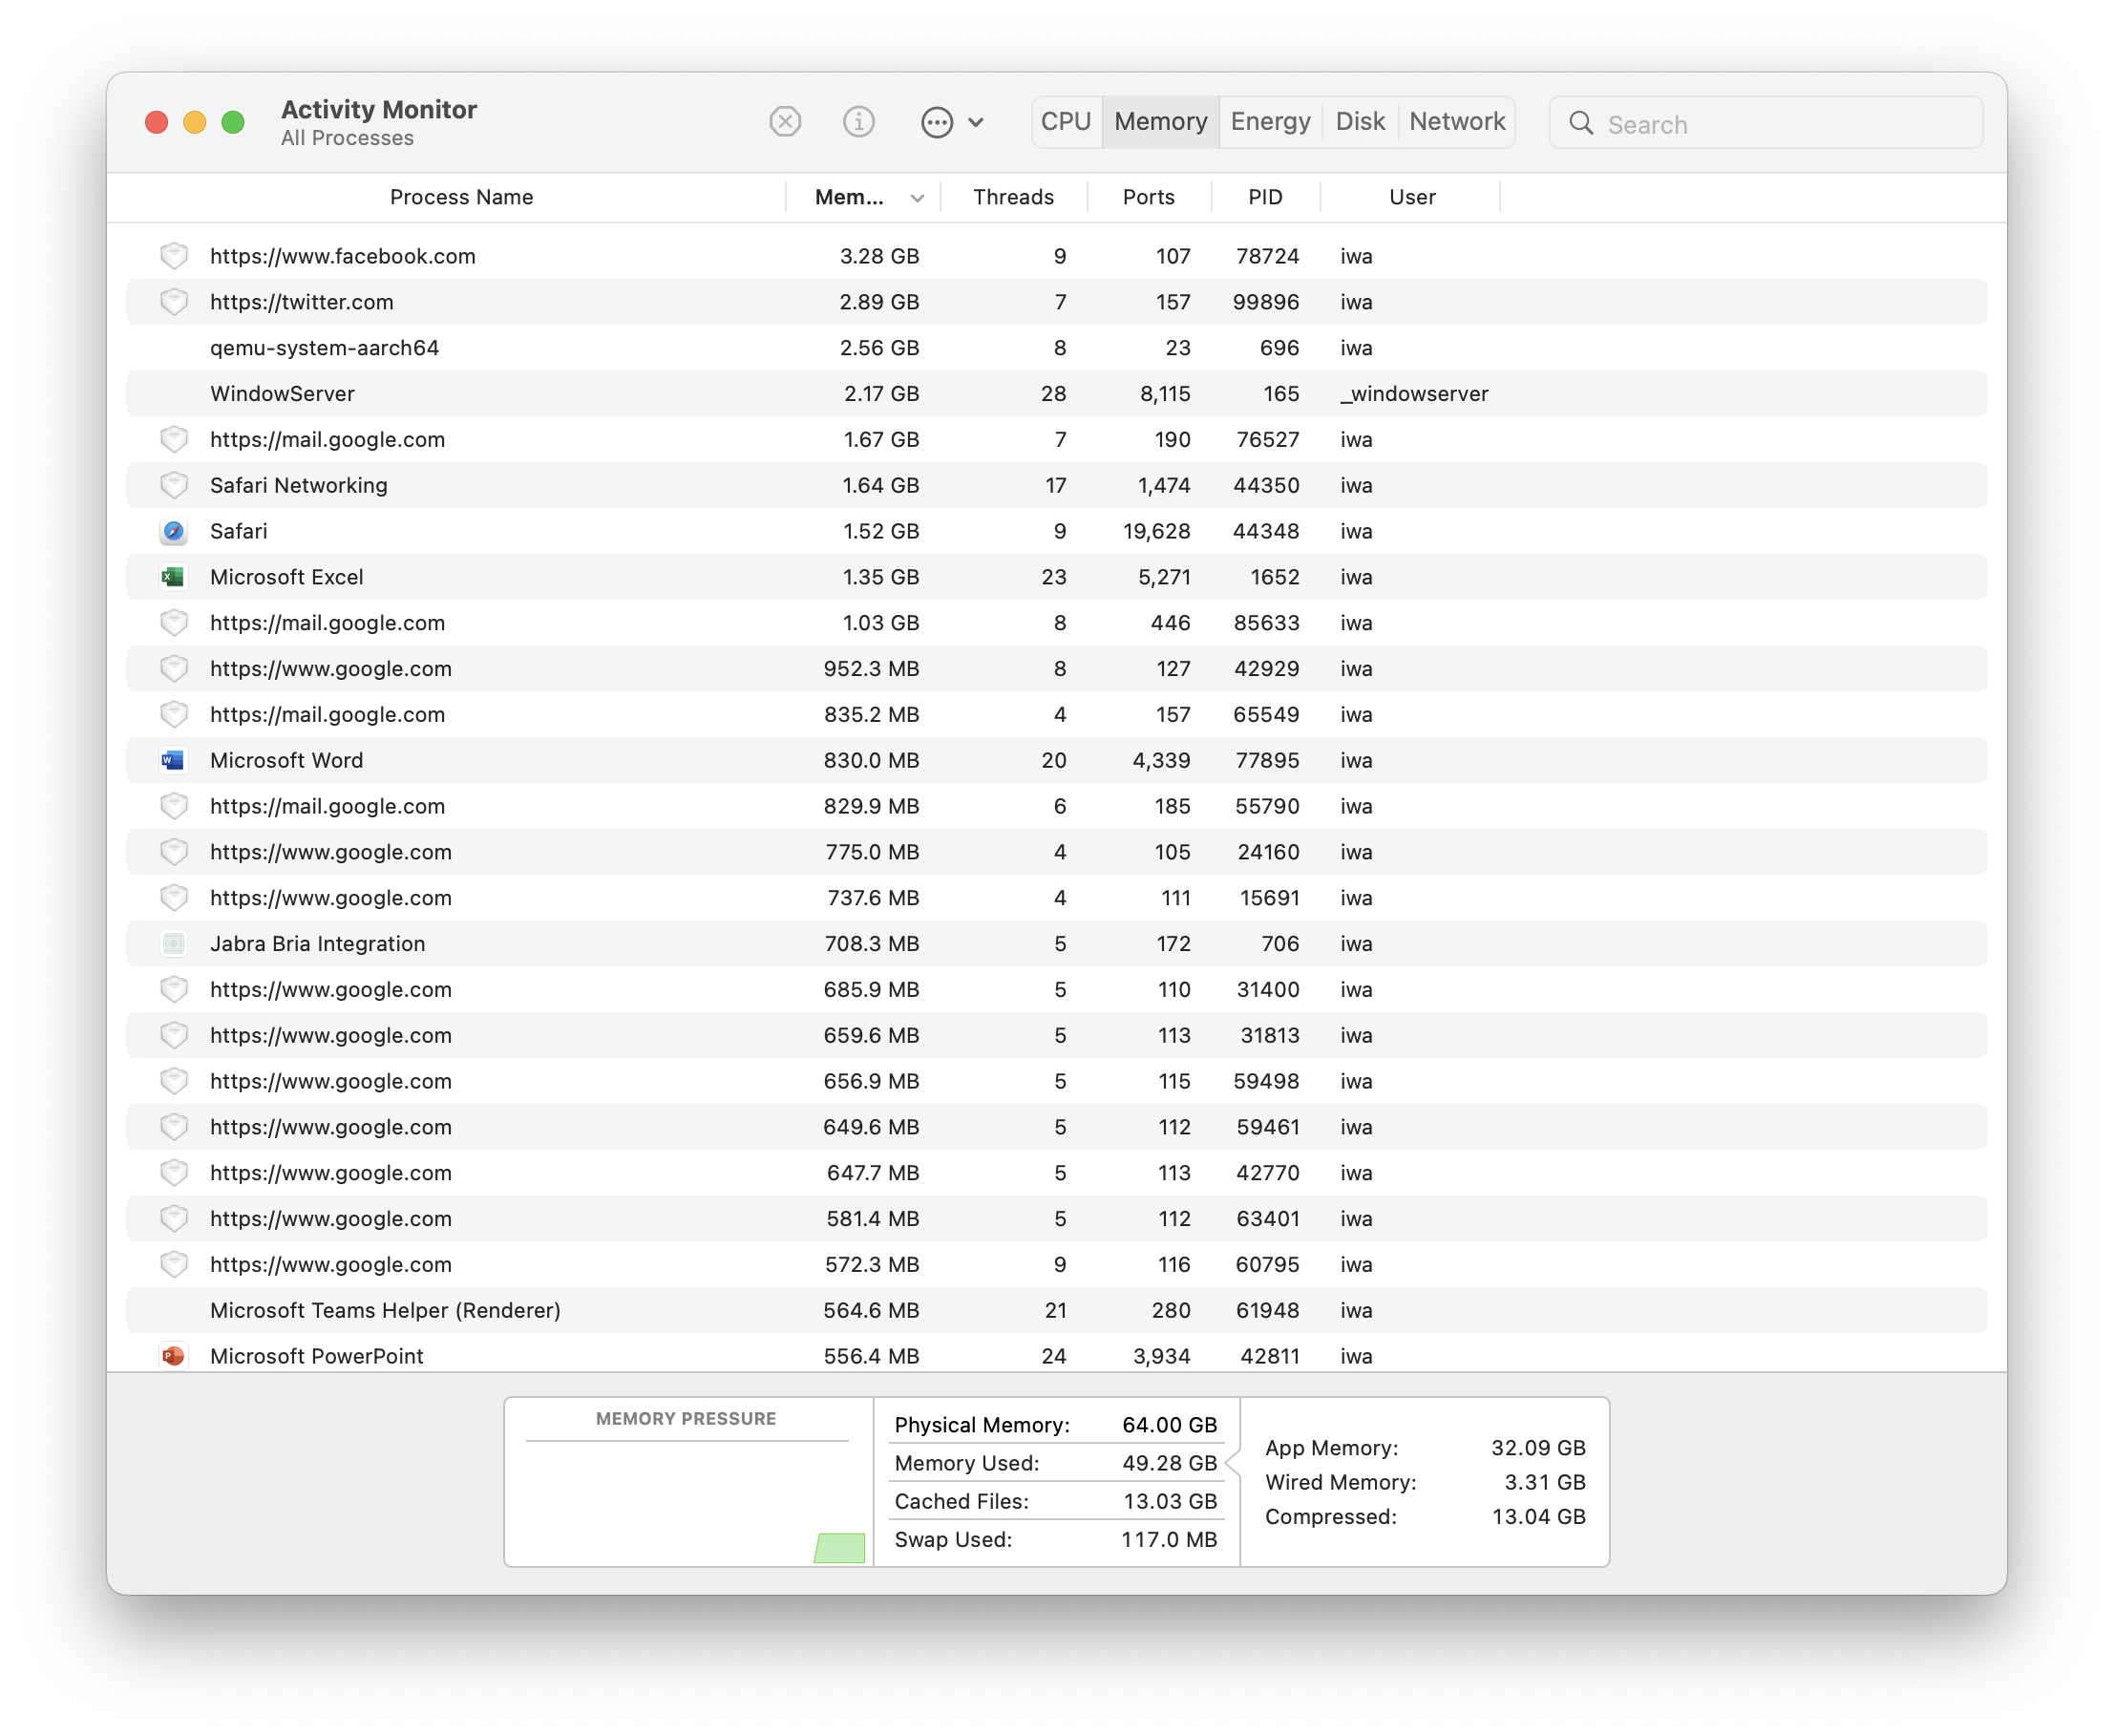 Activity Monitor
All Processes
CPU Memory Energy Disk Network
Search
Process Name Mem... Threads Ports PID User
https://www.facebook.com 3.28 GB 9 107 78724 iwa
https://twitter.com 2.89 GB 7 157 99896 iwa
qemu-system-aarch64 2.56 GB 8 23 696 iwa
WindowServer 2.17 GB 28 8,115 165 _windowserver
https://mail.google.com 1.67 GB 7 190 76527 iwa
Safari Networking 1.64 GB 17 1,474 44350 iwa
Safari 1.52 GB 9 19,628 44348 iwa
Microsoft Excel 1.35 GB 23 5,271 1652 iwa
https://mail.google.com 1.03 GB 8 446 85633 iwa
https://www.google.com 952.3 MB 8 127 42929 iwa
https://mail.google.com 835.2 MB 4 157 65549 iwa
Microsoft Word 830.0 MB 20 4,339 77895 iwa
https://mail.google.com 829.9 MB 6 185 55790 iwa
https://www.google.com 775.0 MB 4 105 24160 iwa
https://www.google.com 737.6 MB 4 111 15691 iwa
Jabra Bria Integration 708.3 MB 5 172 706 iwa
https://www.google.com 685.9 MB 5 110 31400 iwa
https://www.google.com 659.6 MB 5 113 31813 iwa
https://www.google.com 656.9 MB 5 115 59498 iwa
https://www.google.com 649.6 MB 5 112 59461 iwa
https://www.google.com 647.7 MB 5 113 42770 iwa
https://www.google.com 581.4 MB 5 112 63401 iwa
https://www.google.com 572.3 MB 9 116 60795 iwa
Microsoft Teams Helper (Renderer) 564.6 MB 21 280 61948 iwa
Microsoft PowerPoint 556.4 MB 24 3,934 42811 iwa
MEMORY PRESSURE
Physical Memory: 64.00 GB
Memory Used: 49.28 GB
Cached Files: 13.03 GB
Swap Used: 117.0 MB
App Memory: 32.09 GB
Wired Memory: 3.31 GB
Compressed: 13.04 GB